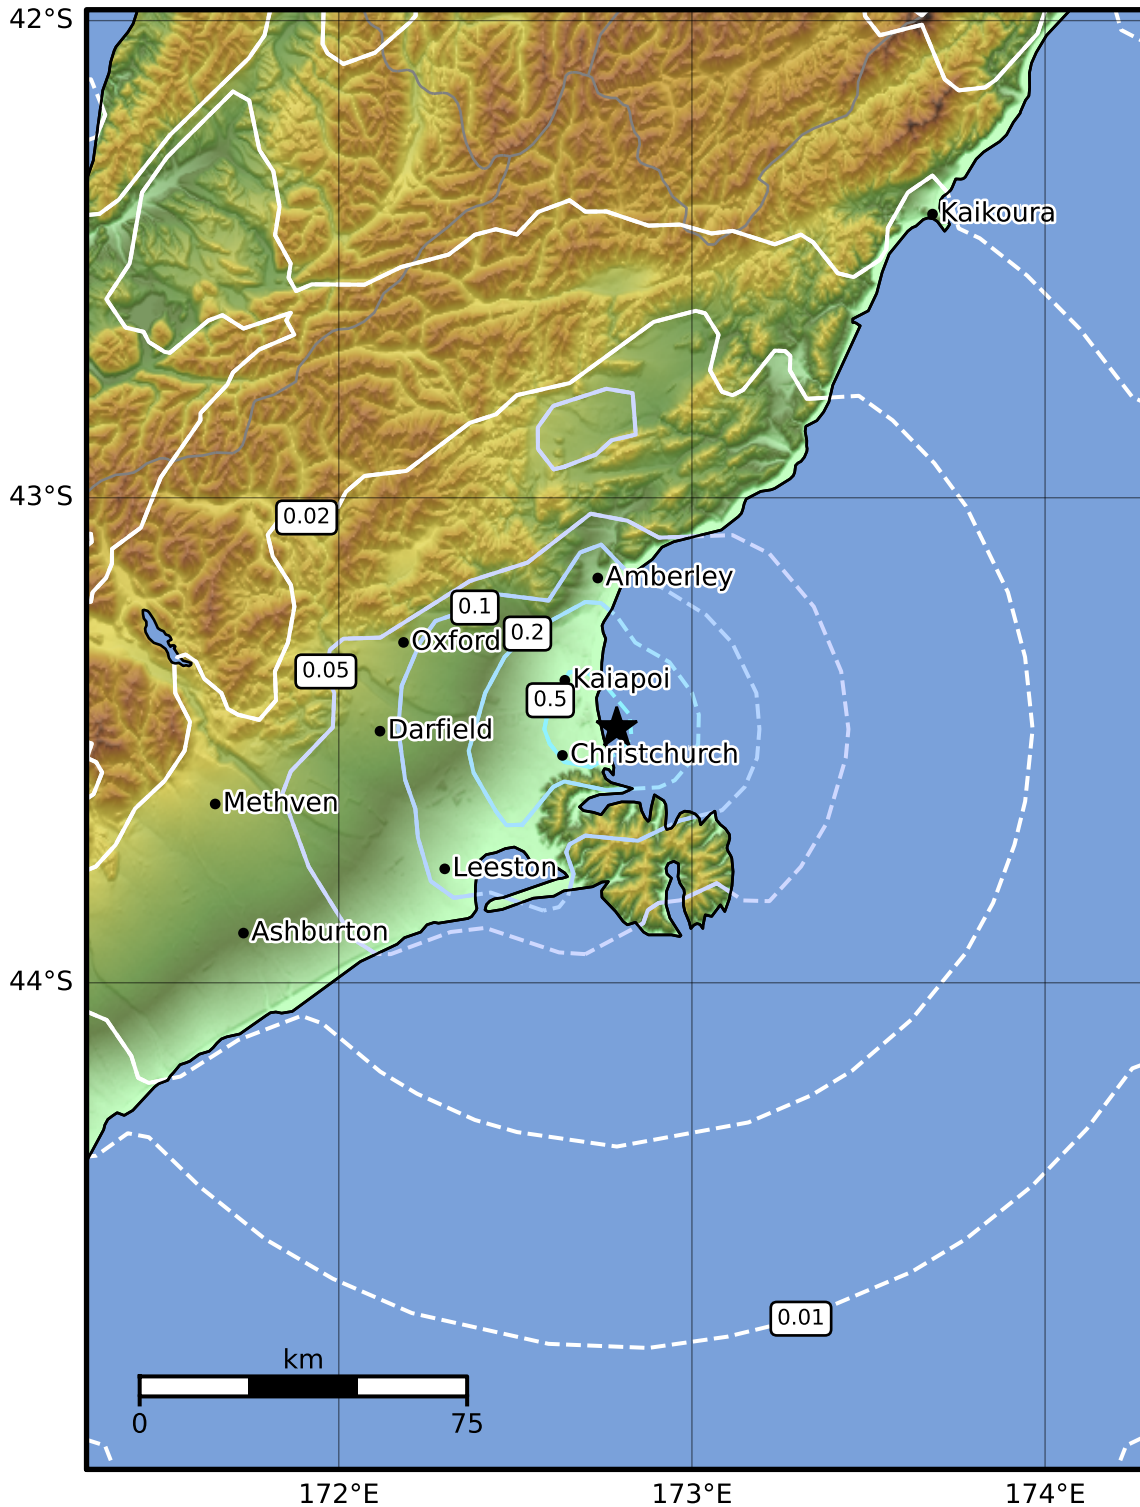 42°S
Kaikoura
43°S
0.02
Amberley
0.1
0.2
Oxford
0.05
Kaiapoi
0.5
Darfield
Christchurch
Methven
Leeston
Ashburton
44°S
0.01
km
0 75
172°E 173°E 174°E